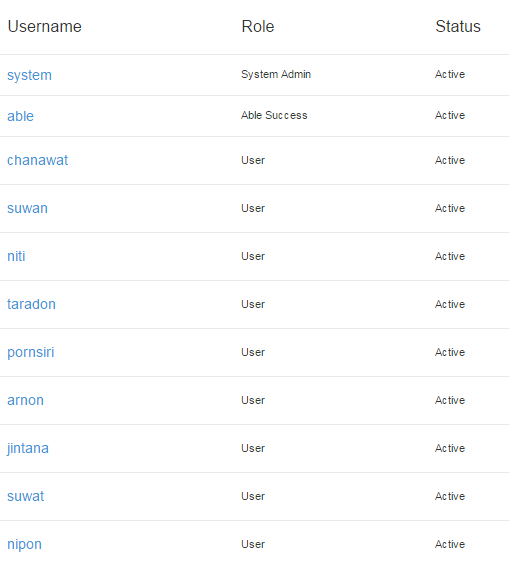 Username Role Status
system System Admin Active
able Able Success Active
chanawat User Active
suwan User Active
niti User Active
taradon User Active
pornsiri User Active
arnon User Active
jintana User Active
suwat User Active
nipon User Active